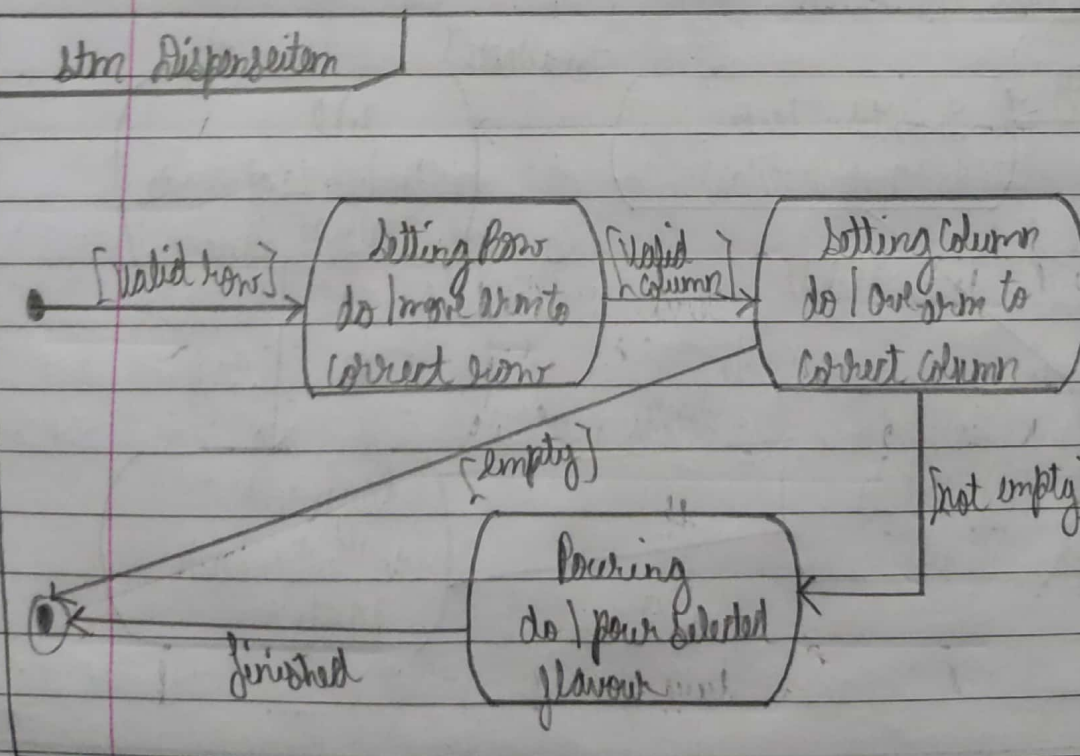 stm Dispenseitem
[valid row]
Setting Row
do / move arm to
correct row
[valid
column]
Setting Column
do / ove arm to
correct column
[empty]
[not empty
Pouring
do / pour selected
flavour
finished